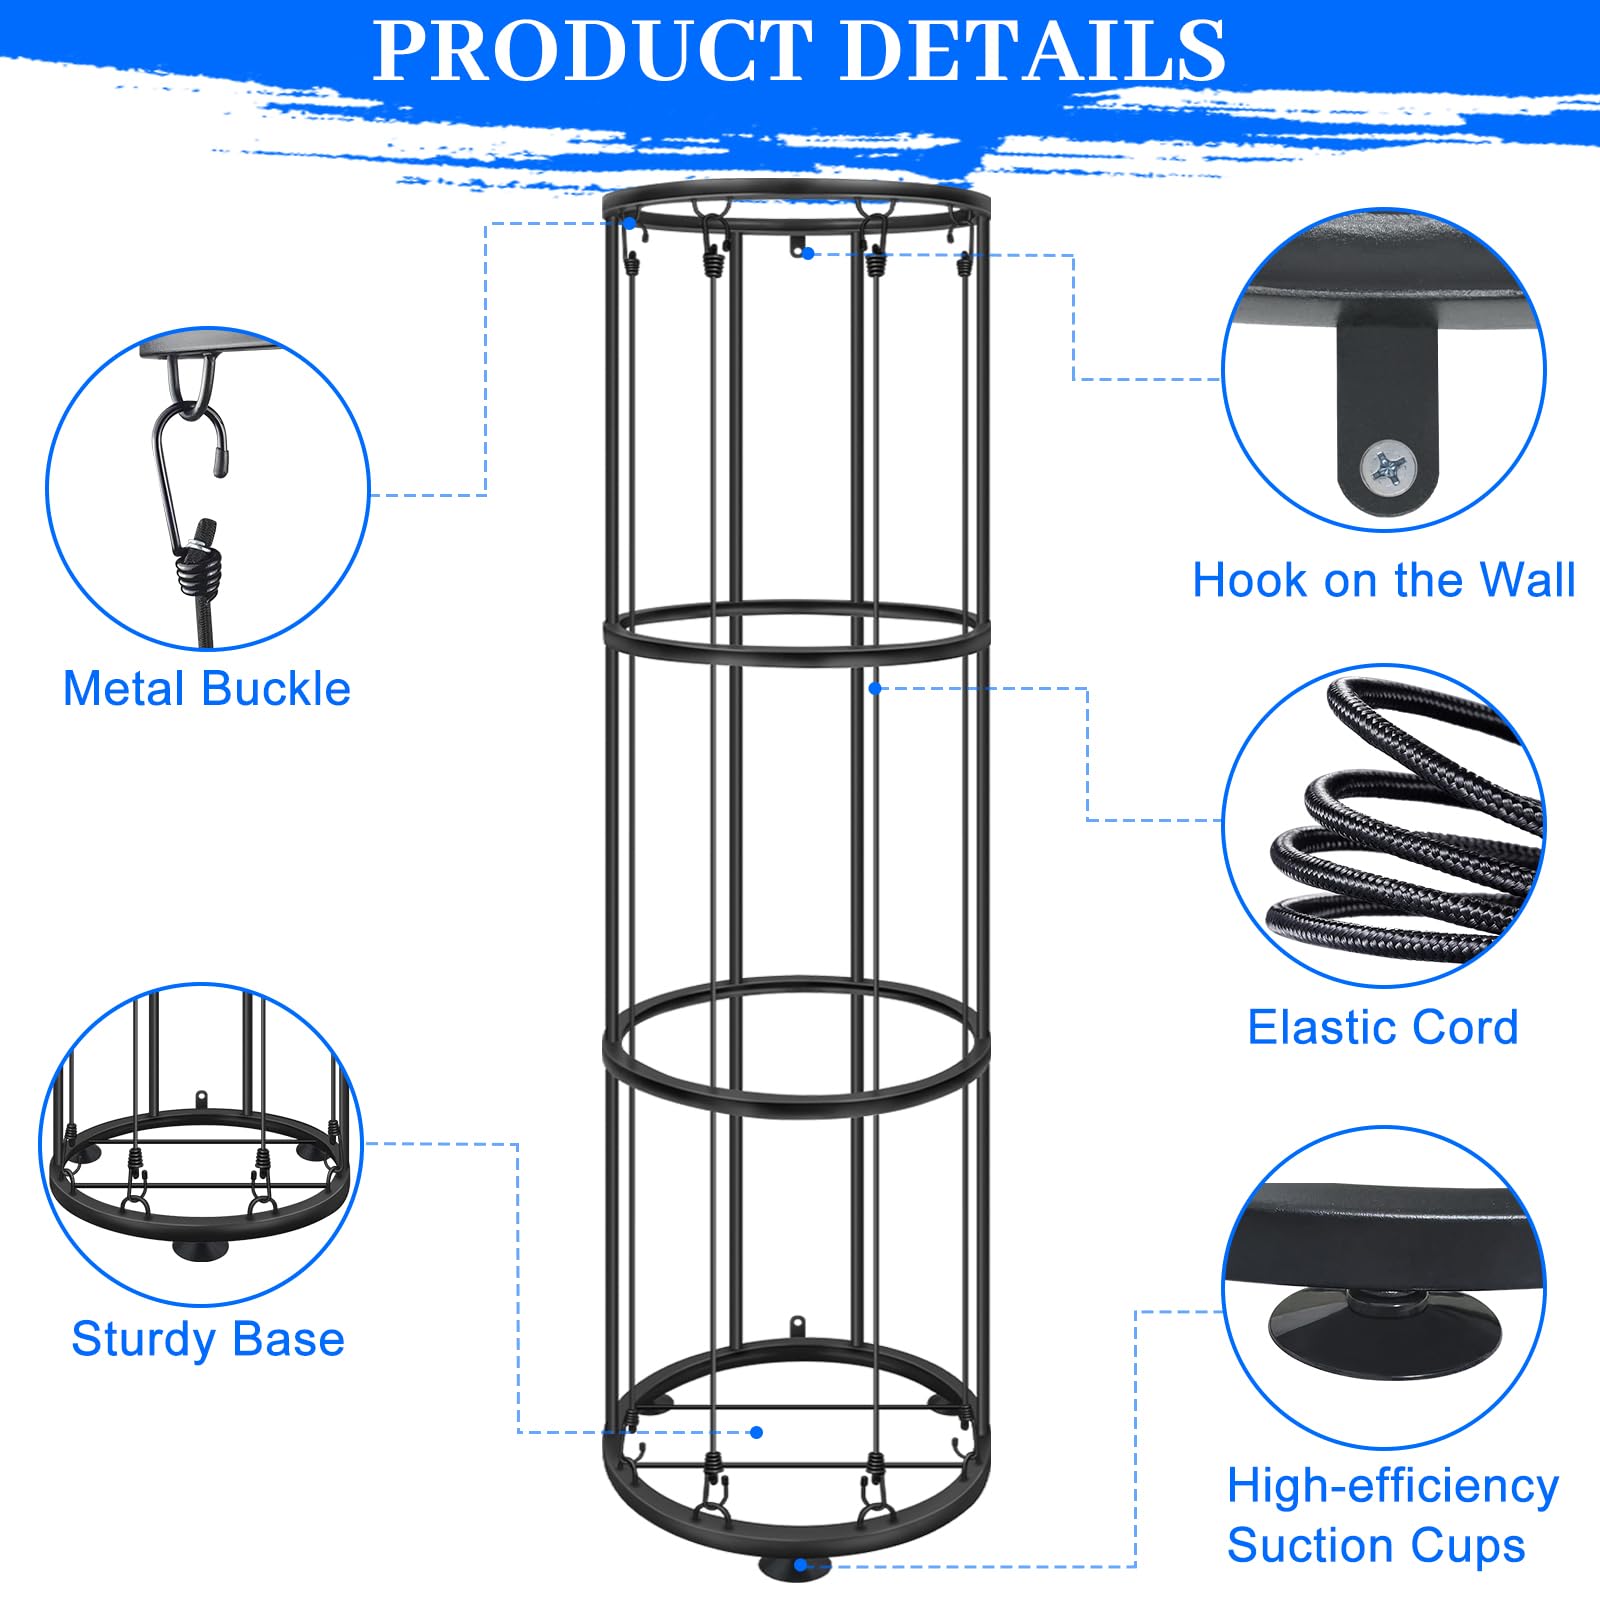 PRODUCT DETAILS
Hook on the Wall
Metal Buckle
Elastic Cord
Sturdy Base
High-efficiency
Suction Cups